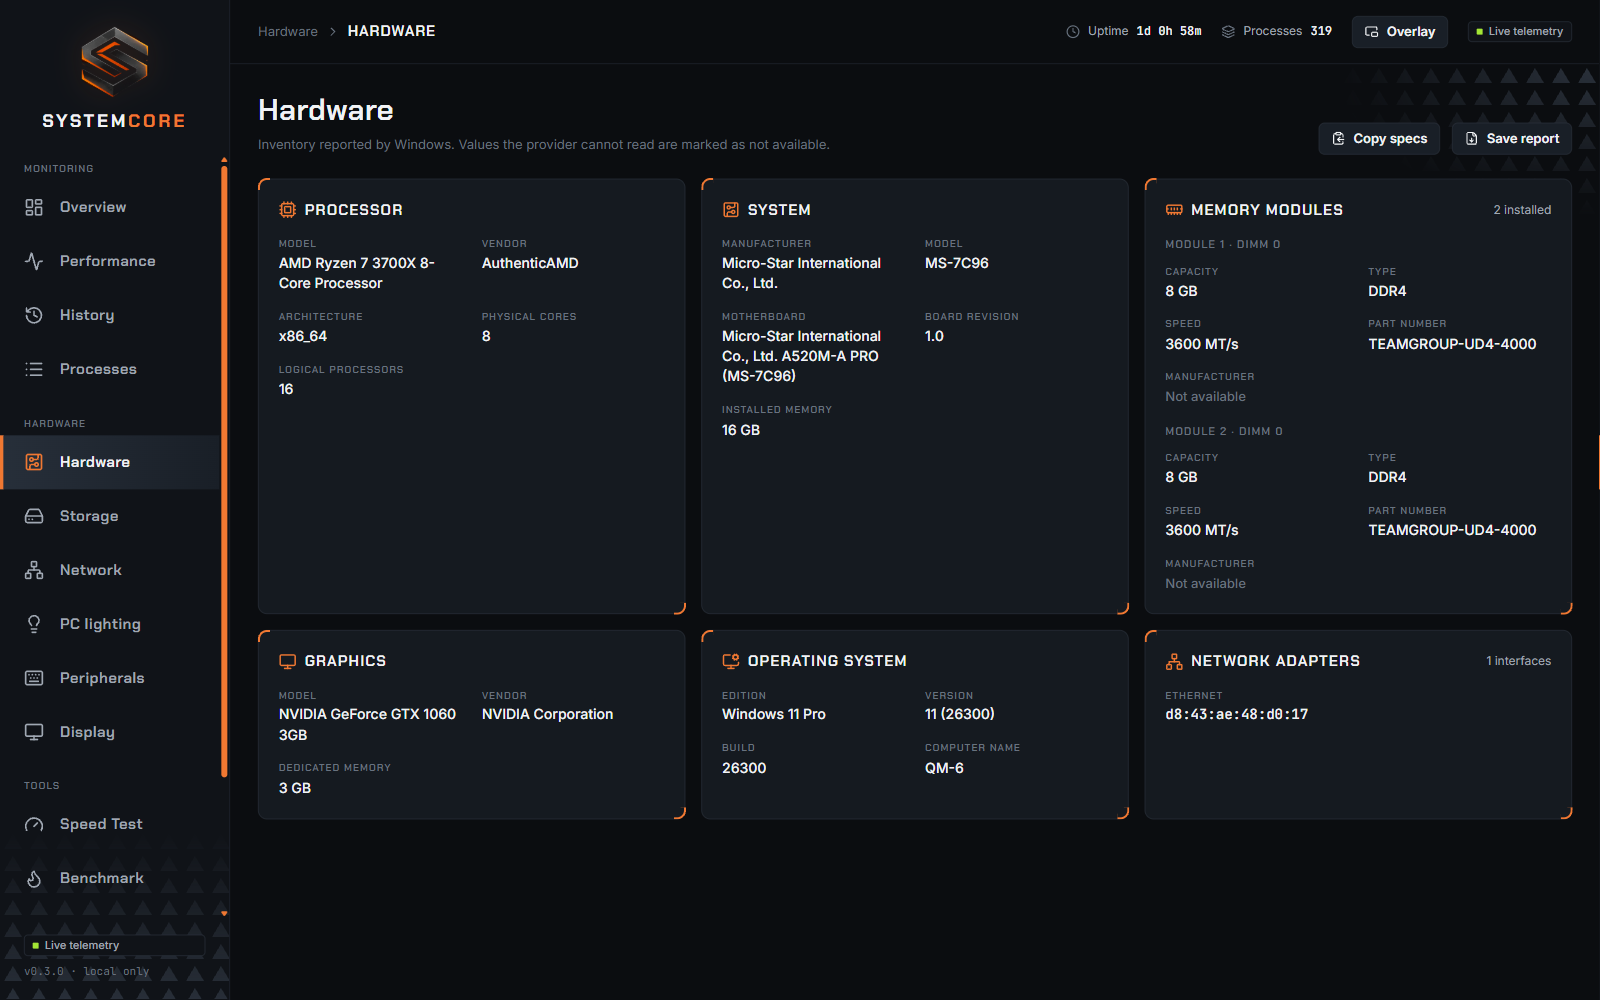 SYSTEMCORE
MONITORING
Overview
Performance
History
Processes
HARDWARE
Hardware
Storage
Network
PC lighting
Peripherals
Display
TOOLS
Speed Test
Benchmark
Live telemetry
v0.3.0 · local only
Hardware > HARDWARE
Uptime 1d 0h 58m
Processes 319
Overlay
Live telemetry
Hardware
Inventory reported by Windows. Values the provider cannot read are marked as not available.
Copy specs
Save report
PROCESSOR
MODEL
AMD Ryzen 7 3700X 8-
Core Processor
VENDOR
AuthenticAMD
ARCHITECTURE
x86_64
PHYSICAL CORES
8
LOGICAL PROCESSORS
16
SYSTEM
MANUFACTURER
Micro-Star International
Co., Ltd.
MODEL
MS-7C96
MOTHERBOARD
Micro-Star International
Co., Ltd. A520M-A PRO
(MS-7C96)
BOARD REVISION
1.0
INSTALLED MEMORY
16 GB
MEMORY MODULES
2 installed
MODULE 1 · DIMM 0
CAPACITY
8 GB
TYPE
DDR4
SPEED
3600 MT/s
PART NUMBER
TEAMGROUP-UD4-4000
MANUFACTURER
Not available
MODULE 2 · DIMM 0
CAPACITY
8 GB
TYPE
DDR4
SPEED
3600 MT/s
PART NUMBER
TEAMGROUP-UD4-4000
MANUFACTURER
Not available
GRAPHICS
MODEL
NVIDIA GeForce GTX 1060
3GB
VENDOR
NVIDIA Corporation
DEDICATED MEMORY
3 GB
OPERATING SYSTEM
EDITION
Windows 11 Pro
VERSION
11 (26300)
BUILD
26300
COMPUTER NAME
QM-6
NETWORK ADAPTERS
1 interfaces
ETHERNET
d8:43:ae:48:d0:17